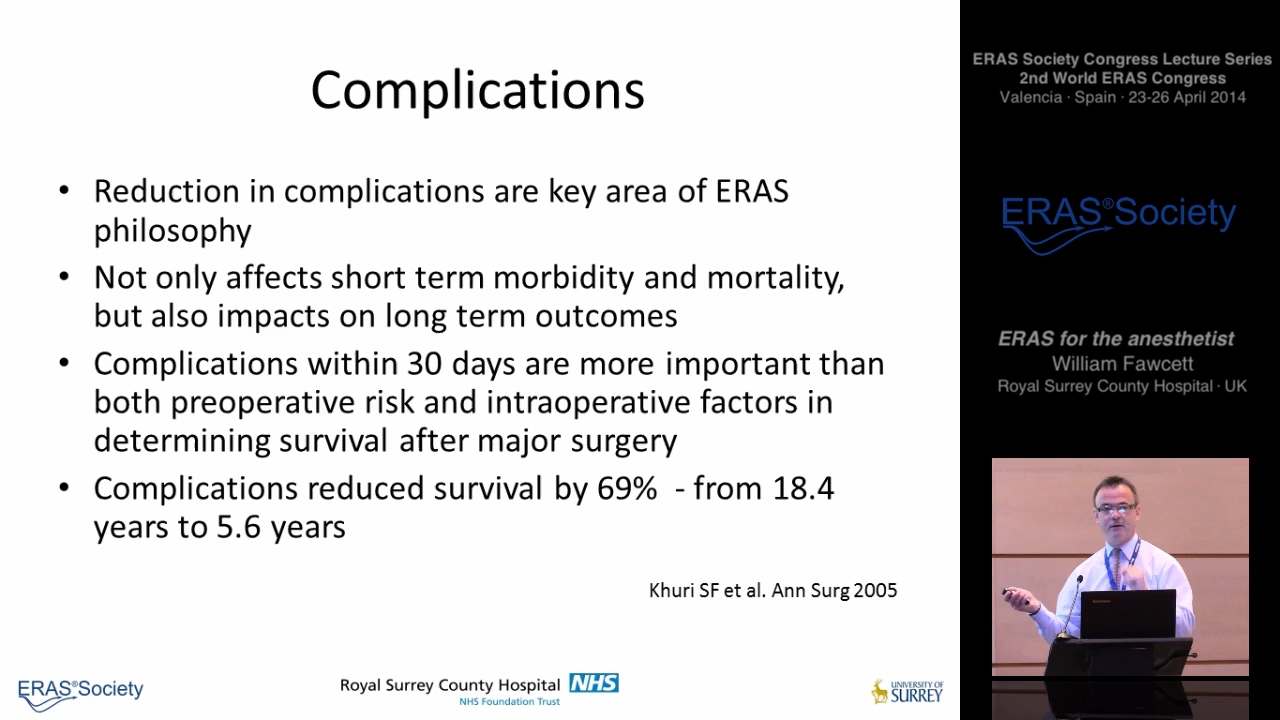 Complications
• Reduction in complications are key area of ERAS
philosophy
• Not only affects short term morbidity and mortality,
but also impacts on long term outcomes
• Complications within 30 days are more important than
both preoperative risk and intraoperative factors in
determining survival after major surgery
• Complications reduced survival by 69% - from 18.4
years to 5.6 years
Khuri SF et al. Ann Surg 2005
ERAS®Society
Royal Surrey County Hospital NHS
NHS Foundation Trust
UNIVERSITY OF
SURREY
ERAS Society Congress Lecture Series
2nd World ERAS Congress
Valencia · Spain · 23-26 April 2014
ERAS®Society
ERAS for the anesthetist
William Fawcett
Royal Surrey County Hospital · UK